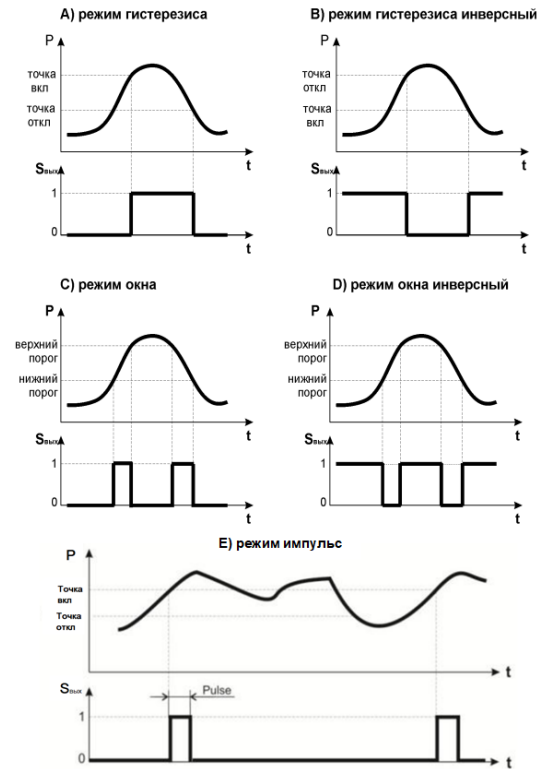 А) режим гистерезиса
P
точка
вкл
точка
откл
t
Sвых
1
0
t
B) режим гистерезиса инверсный
P
точка
откл
точка
вкл
t
Sвых
1
0
t
C) режим окна
P
верхний
порог
нижний
порог
t
Sвых
1
0
t
D) режим окна инверсный
P
верхний
порог
нижний
порог
t
Sвых
1
0
t
E) режим импульс
P
Точка
вкл
Точка
откл
t
Sвых
Pulse
1
0
t